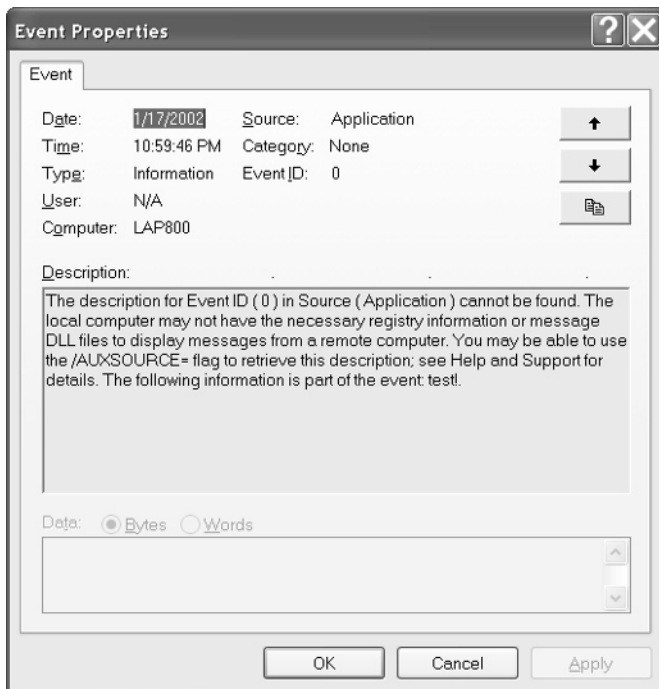 Event Properties
Event
Date: 1/17/2002 Source: Application
Time: 10:59:46 PM Category: None
Type: Information Event ID: 0
User: N/A
Computer: LAP800
Description:
The description for Event ID ( 0 ) in Source ( Application ) cannot be found. The
local computer may not have the necessary registry information or message
DLL files to display messages from a remote computer. You may be able to use
the /AUXSOURCE= flag to retrieve this description; see Help and Support for
details. The following information is part of the event: test!.
Data: Bytes Words
OK Cancel Apply